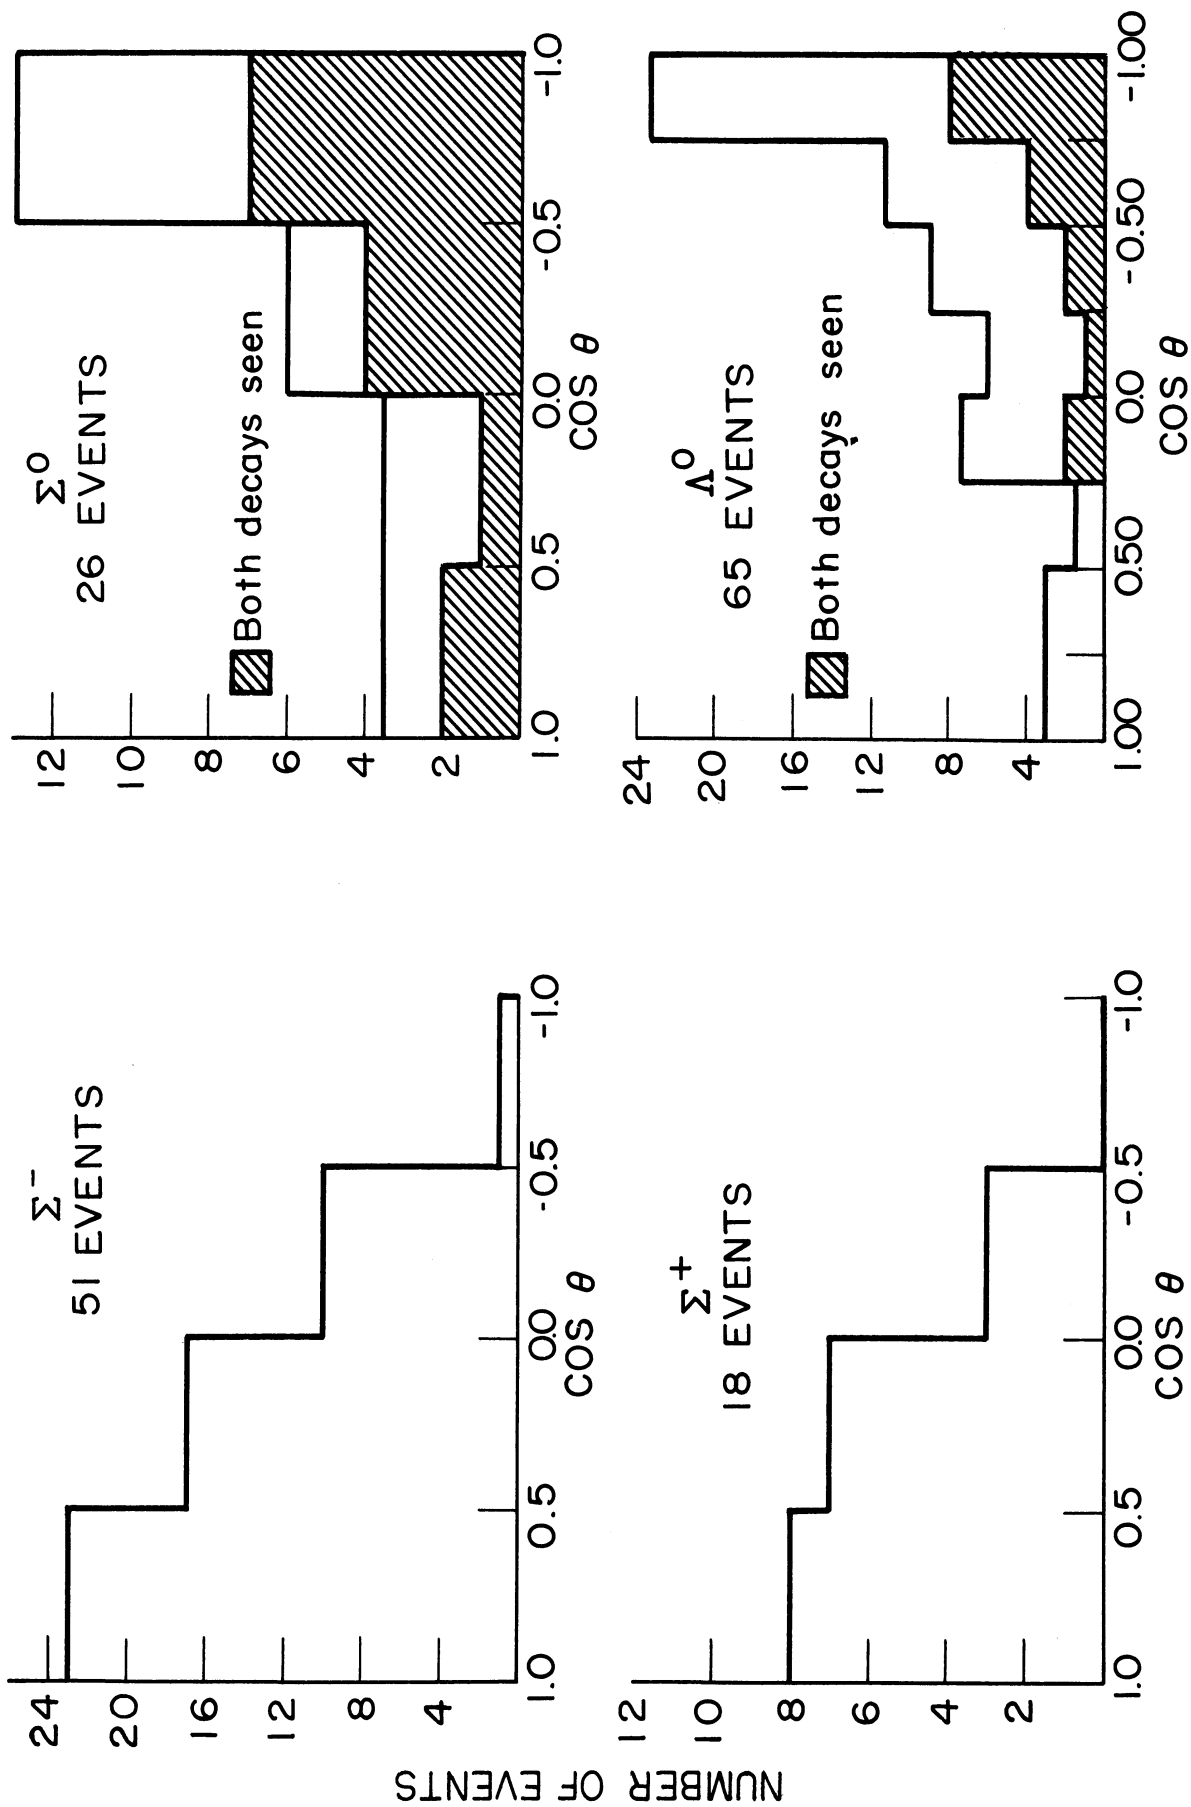 NUMBER OF EVENTS
Σ⁻
51 EVENTS
24
20
16
12
8
4
1.0 0.5 0.0 -0.5 -1.0
COS θ
Σ⁰
26 EVENTS
Both decays seen
12
10
8
6
4
2
1.0 0.5 0.0 -0.5 -1.0
COS θ
Σ⁺
18 EVENTS
12
10
8
6
4
2
1.0 0.5 0.0 -0.5 -1.0
COS θ
Λ⁰
65 EVENTS
Both decays seen
24
20
16
12
8
4
1.00 0.50 0.0 -0.50 -1.00
COS θ